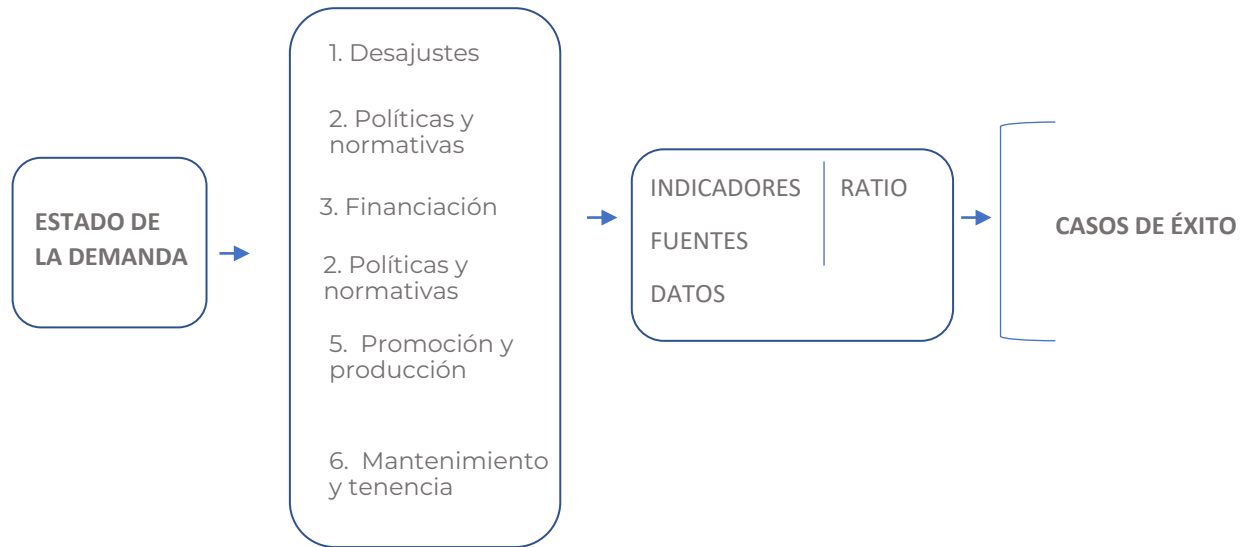 ESTADO DE
LA DEMANDA
1. Desajustes
2. Políticas y
normativas
3. Financiación
2. Políticas y
normativas
5. Promoción y
producción
6. Mantenimiento
y tenencia
INDICADORES
FUENTES
DATOS
RATIO
CASOS DE ÉXITO